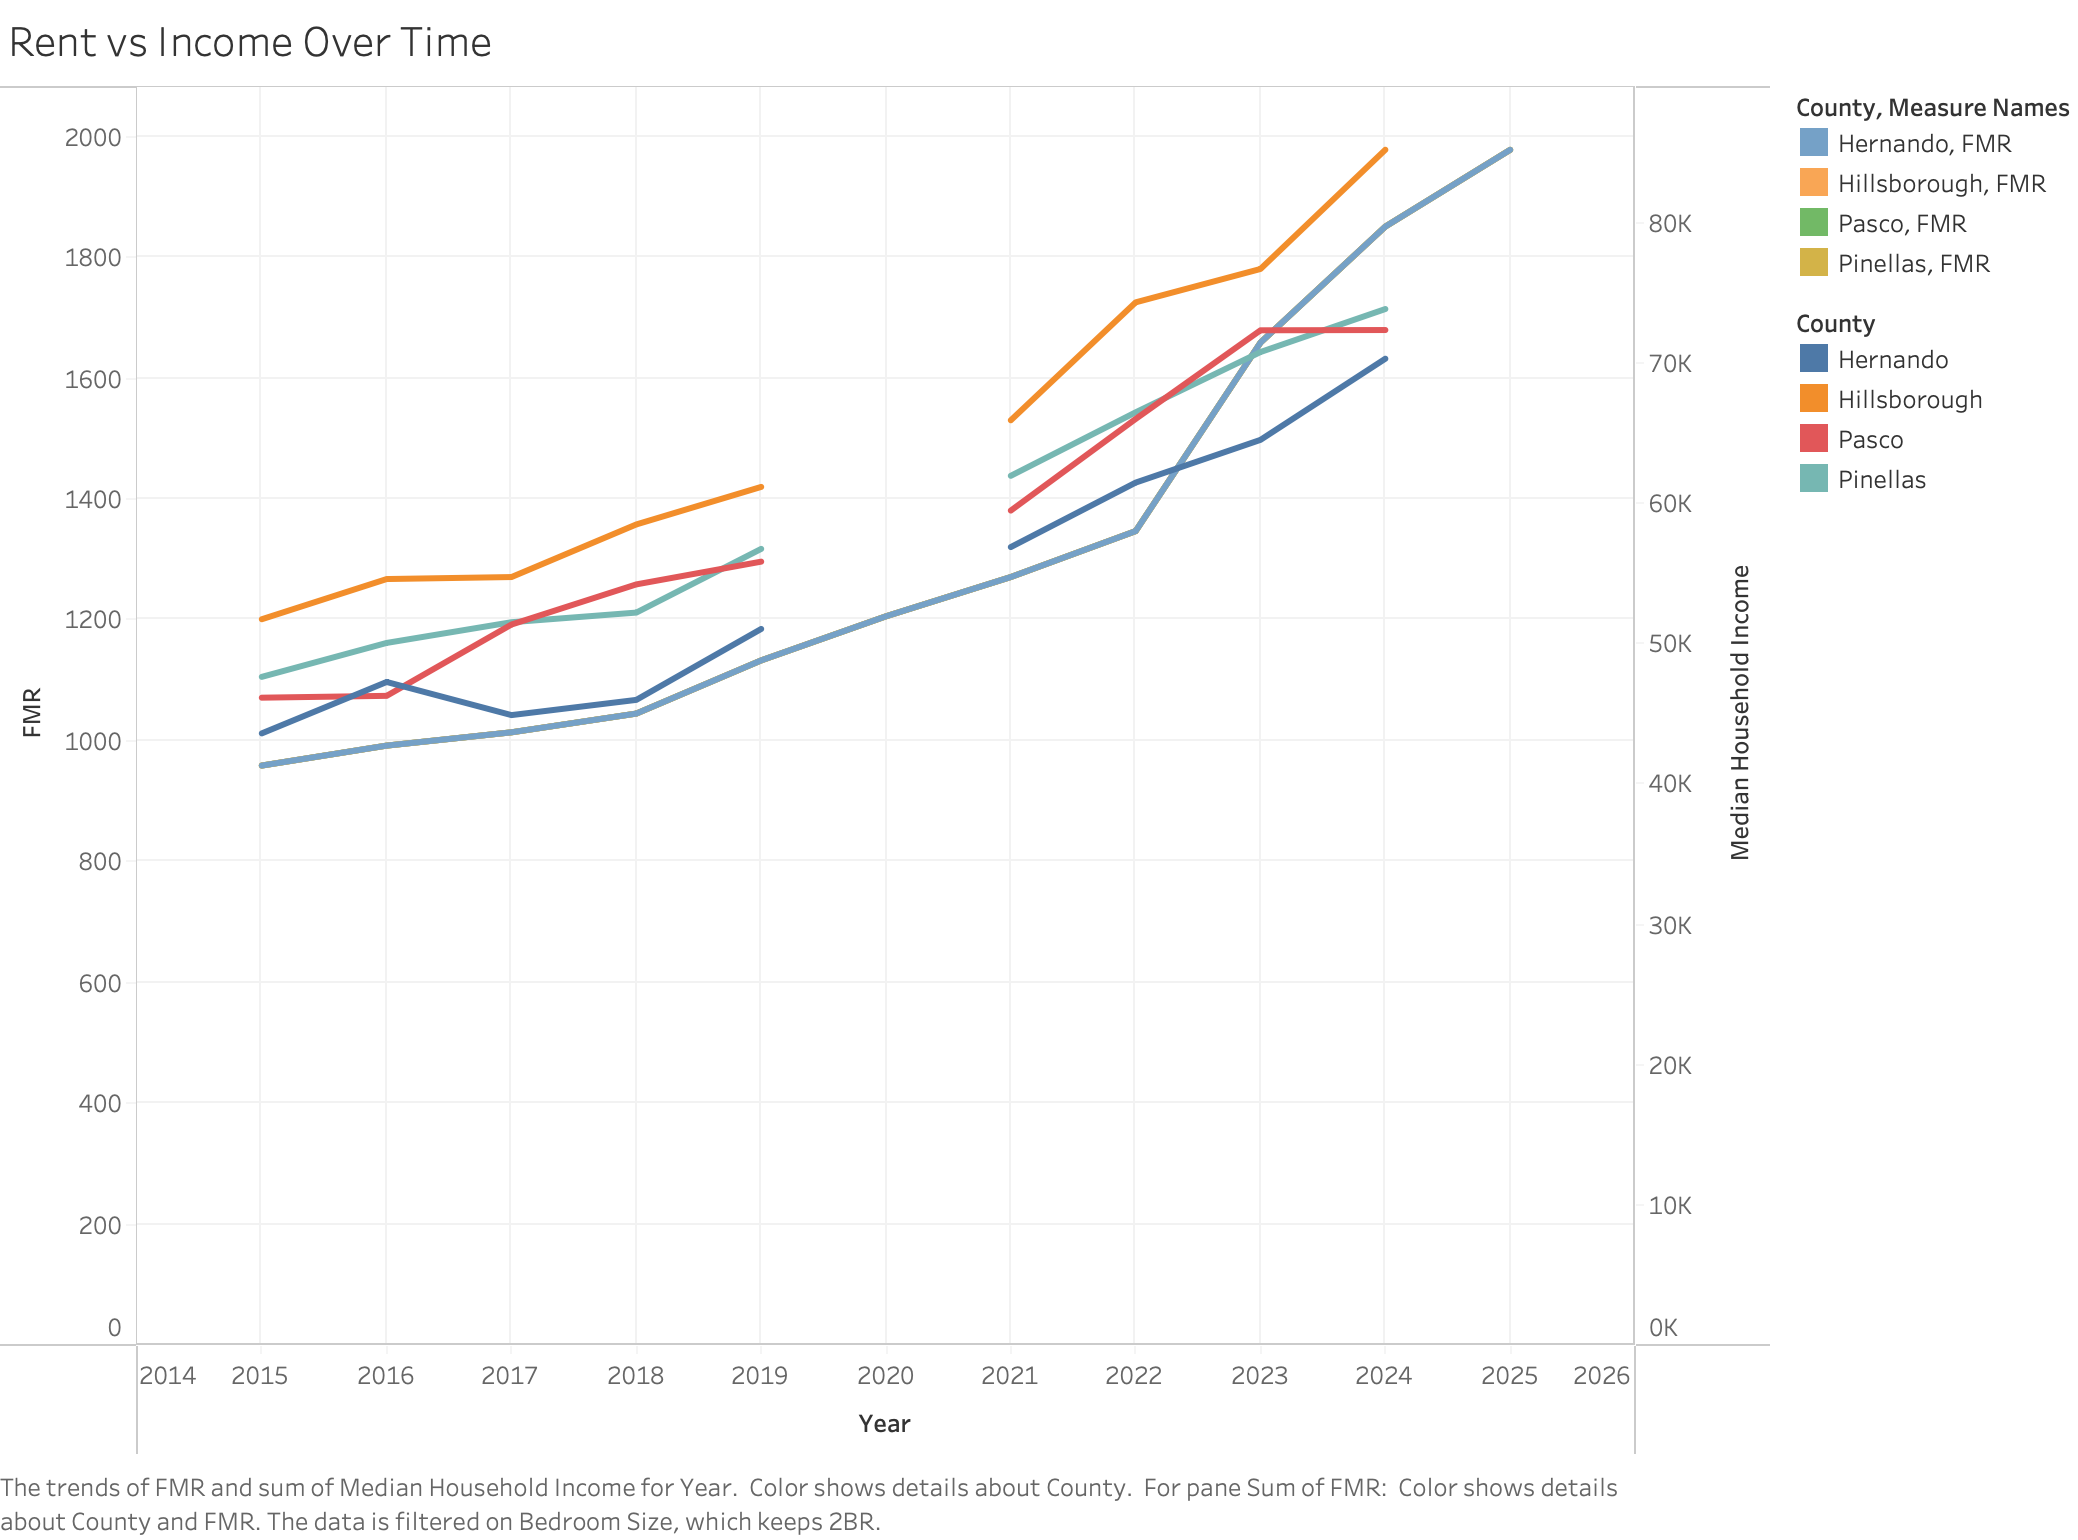 Rent vs Income Over Time
2000
1800
1600
1400
1200
1000
800
600
400
200
0
FMR
80K
70K
60K
50K
40K
30K
20K
10K
0K
Median Household Income
2014 2015 2016 2017 2018 2019 2020 2021 2022 2023 2024 2025 2026
Year
County, Measure Names
Hernando, FMR
Hillsborough, FMR
Pasco, FMR
Pinellas, FMR
County
Hernando
Hillsborough
Pasco
Pinellas
The trends of FMR and sum of Median Household Income for Year.  Color shows details about County.  For pane Sum of FMR:  Color shows details
about County and FMR. The data is filtered on Bedroom Size, which keeps 2BR.